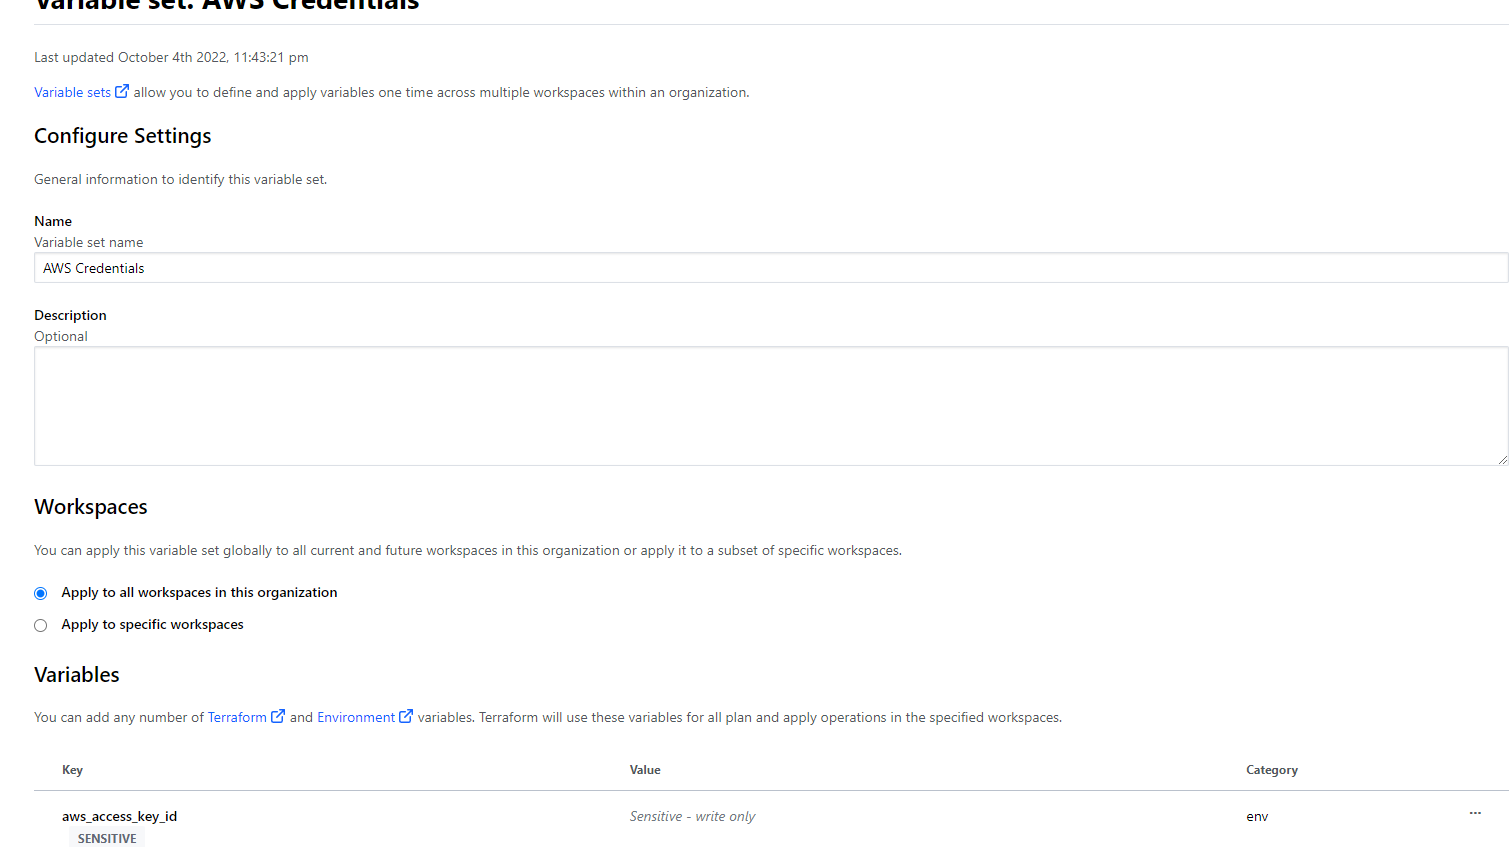 Variable set: AWS Credentials
Last updated October 4th 2022, 11:43:21 pm
Variable sets allow you to define and apply variables one time across multiple workspaces within an organization.
Configure Settings
General information to identify this variable set.
Name
Variable set name
AWS Credentials
Description
Optional
Workspaces
You can apply this variable set globally to all current and future workspaces in this organization or apply it to a subset of specific workspaces.
Apply to all workspaces in this organization
Apply to specific workspaces
Variables
You can add any number of Terraform and Environment variables. Terraform will use these variables for all plan and apply operations in the specified workspaces.
Key Value Category
aws_access_key_id Sensitive - write only env ...
SENSITIVE